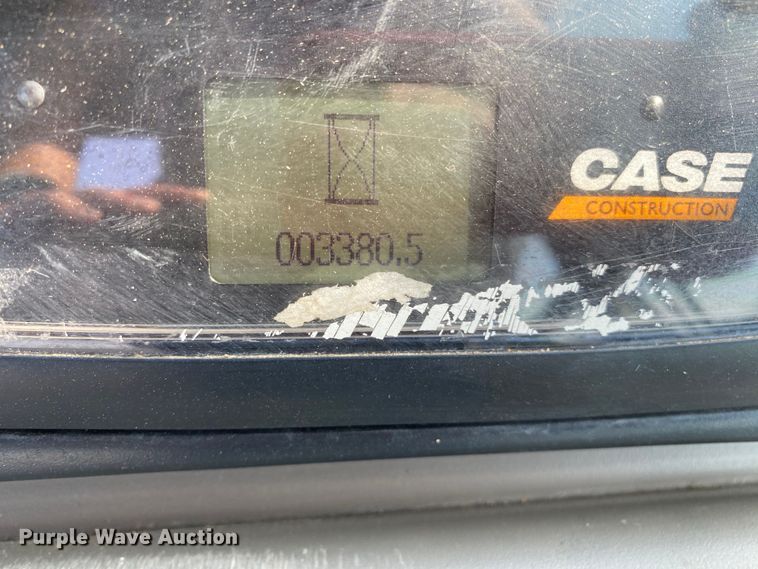 CASE
CONSTRUCTION
003380.5
Purple Wave Auction